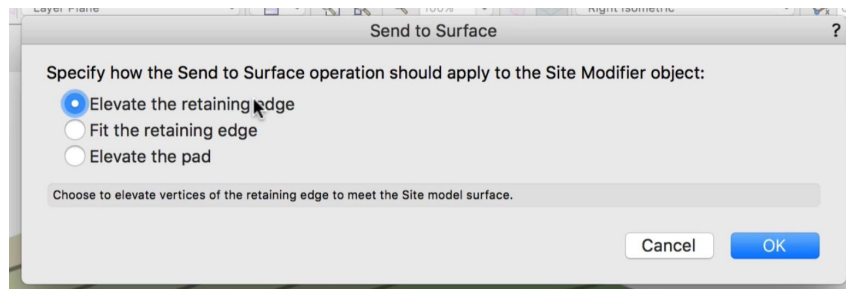 Layer Plane 100% Right Isometric
Send to Surface ?
Specify how the Send to Surface operation should apply to the Site Modifier object:
Elevate the retaining edge
Fit the retaining edge
Elevate the pad
Choose to elevate vertices of the retaining edge to meet the Site model surface.
Cancel OK